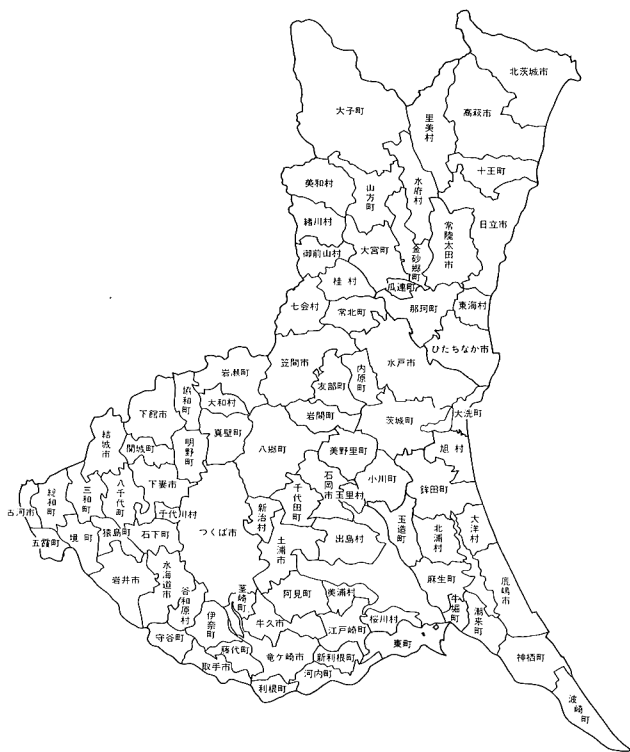 北茨城市
大子町
里美村
高萩市
十王町
美和村
山方町
水府村
緒川村
日立市
常陸太田市
御前山村
大宮町
金砂郷町
桂村
瓜連町
七会村
常北町
那珂町
東海村
ひたちなか市
笠間市
水戸市
岩瀬町
友部町
内原町
協和町
大和村
岩間町
茨城町
大洗町
下館市
真壁町
結城市
関城町
明野町
八郷町
美野里町
旭村
石岡市
玉里村
小川町
鉾田町
総和町
三和町
八千代町
下妻市
千代田町
古河市
千代川村
つくば市
新治村
出島村
玉造町
北浦村
大洋村
五霞町
境町
猿島町
石下町
土浦市
岩井市
水海道市
谷和原村
茎崎町
阿見町
美浦村
麻生町
牛堀町
潮来町
鹿嶋市
伊奈町
牛久市
江戸崎町
桜川村
東町
守谷町
藤代町
取手市
竜ケ崎市
新利根町
河内町
利根町
神栖町
波崎町